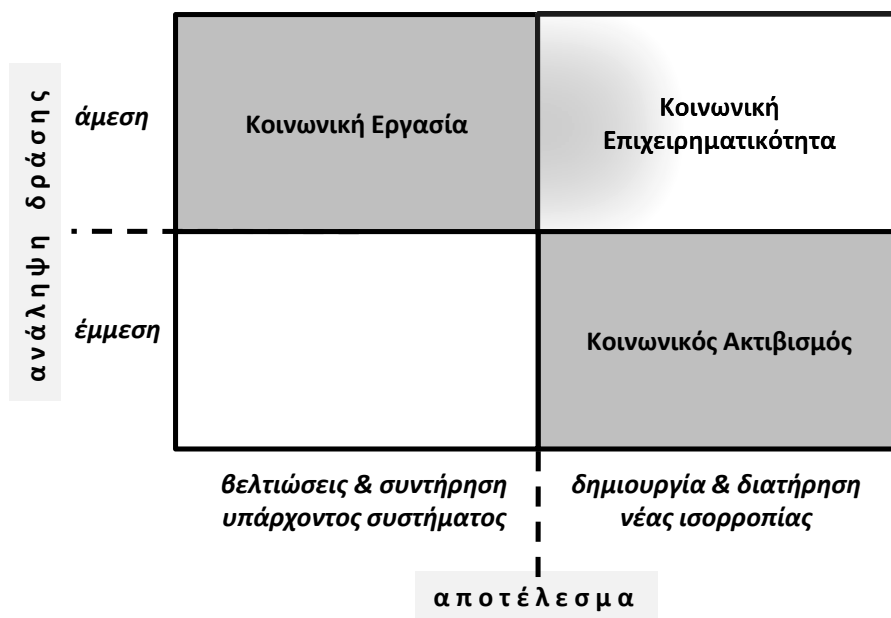 ανάληψη δράσης
άμεση
Κοινωνική Εργασία
Κοινωνική
Επιχειρηματικότητα
έμμεση
Κοινωνικός Ακτιβισμός
βελτιώσεις & συντήρηση
υπάρχοντος συστήματος
δημιουργία & διατήρηση
νέας ισορροπίας
αποτέλεσμα